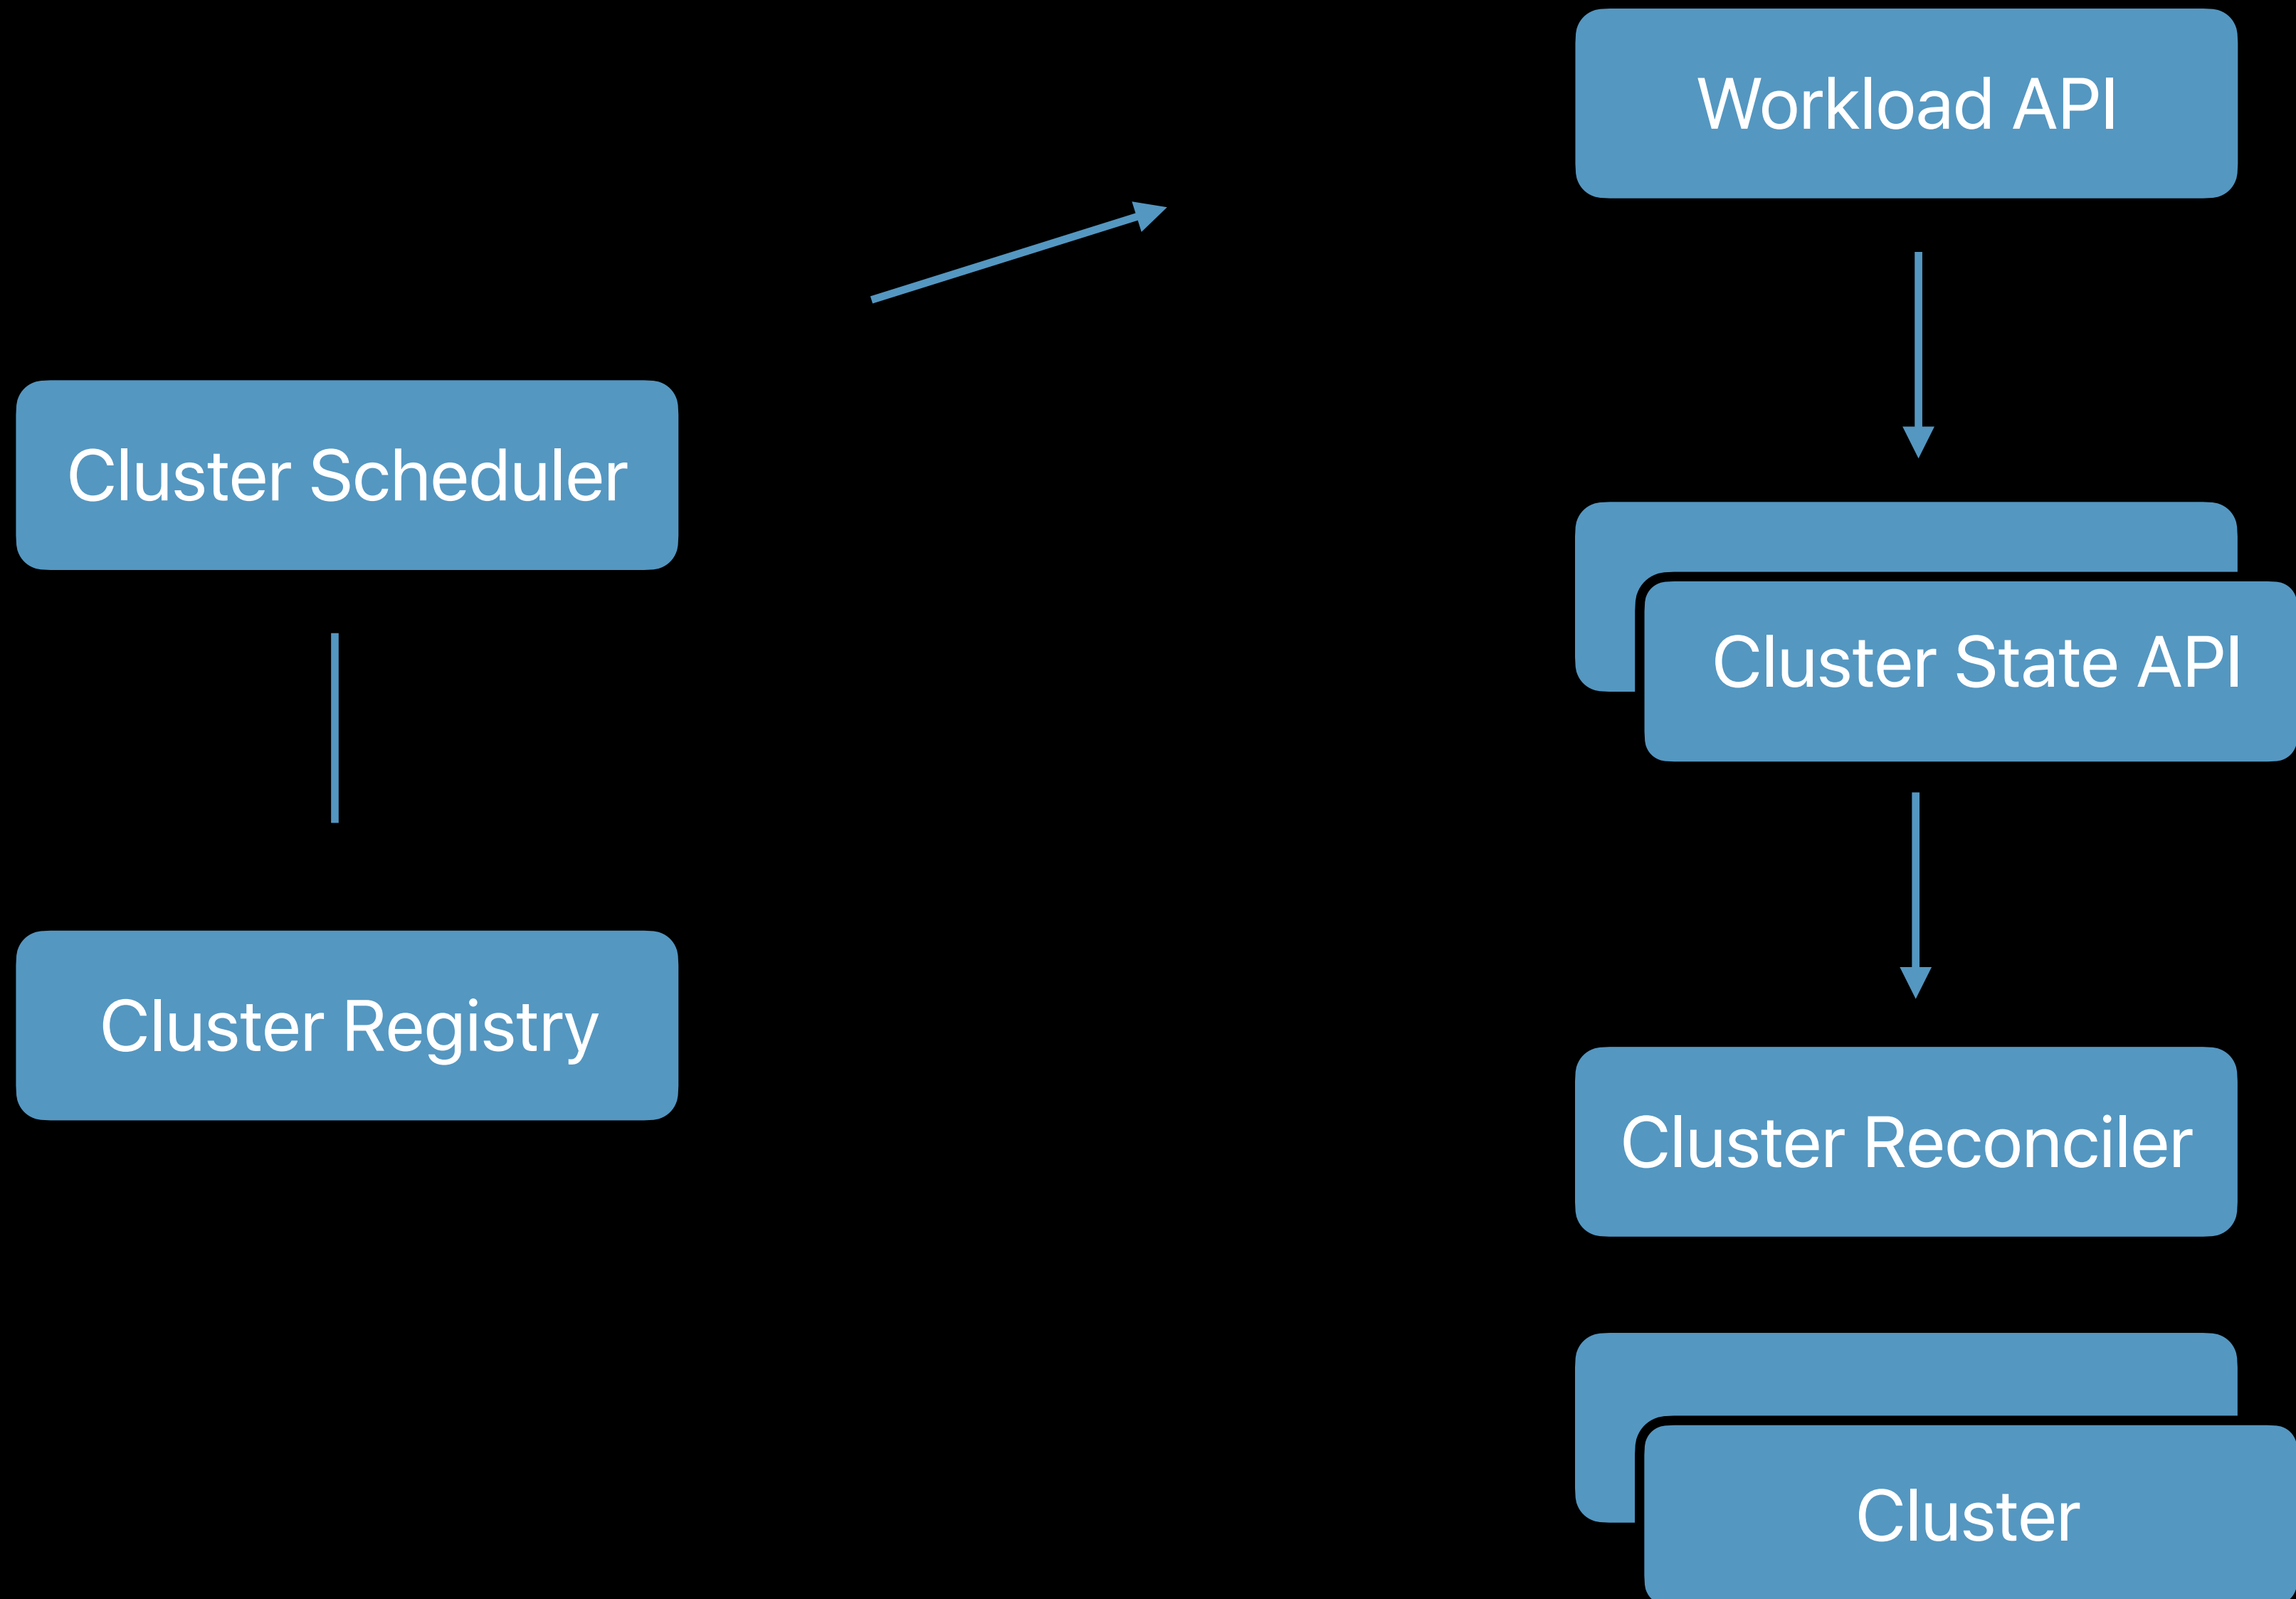 Workload API
Cluster Scheduler
Cluster State API
Cluster Registry
Cluster Reconciler
Cluster